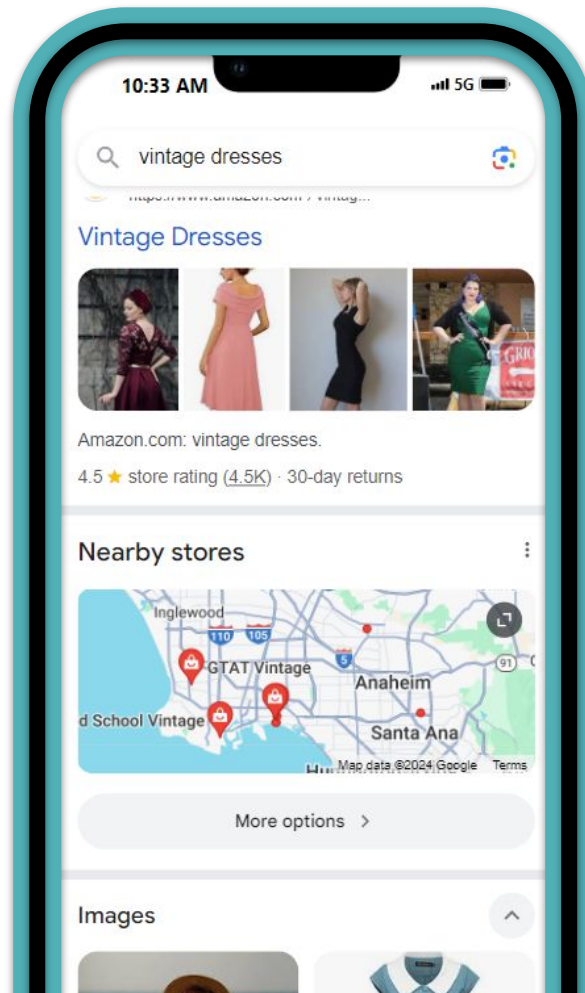 10:33 AM
5G
vintage dresses
Vintage Dresses
GRIO
Amazon.com: vintage dresses.
4.5 ★ store rating (4.5K) · 30-day returns
Nearby stores
Inglewood
110 105
GTAT Vintage
5
91
Anaheim
d School Vintage
Santa Ana
Map data ©2024 Google Terms
More options >
Images